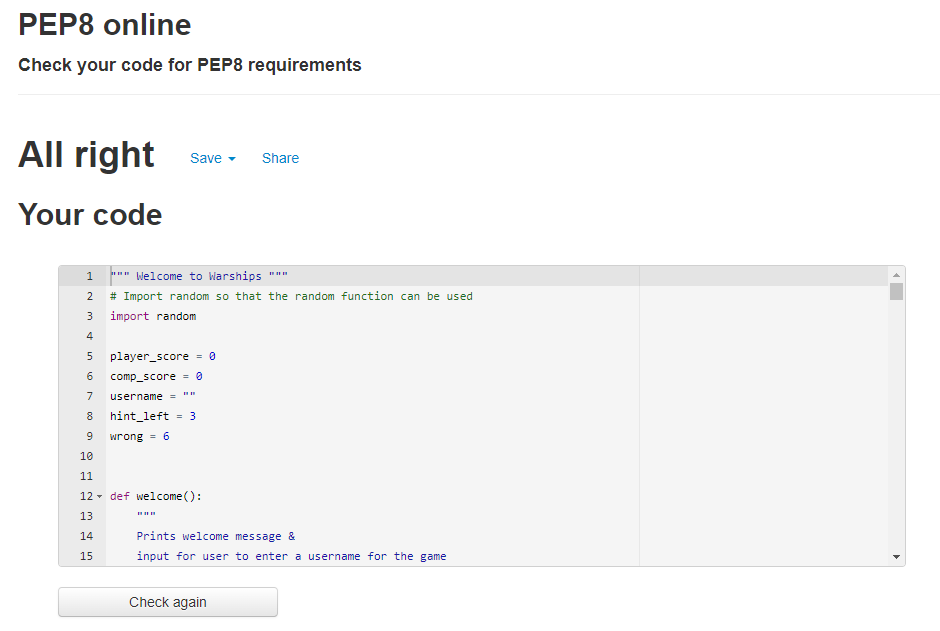 PEP8 online
Check your code for PEP8 requirements
All right Save Share
Your code
1 """ Welcome to Warships """
2 # Import random so that the random function can be used
3 import random
4
5 player_score = 0
6 comp_score = 0
7 username = ""
8 hint_left = 3
9 wrong = 6
10
11
12 def welcome():
13 """
14 Prints welcome message &
15 input for user to enter a username for the game
Check again